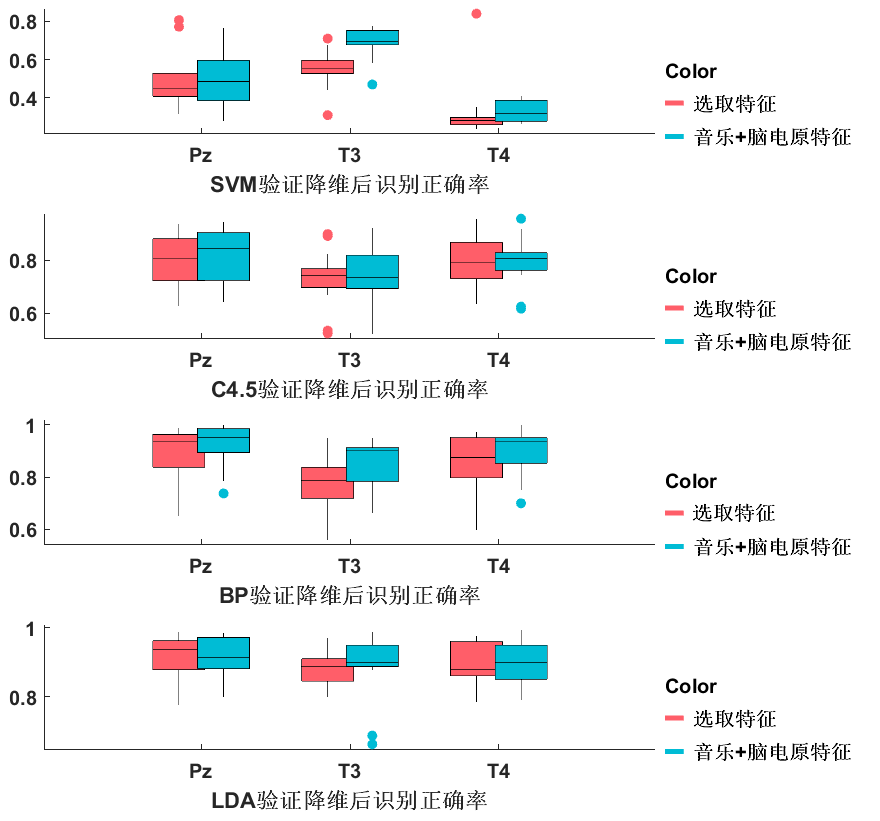 0.8
0.6
0.4
Pz T3 T4
SVM验证降维后识别正确率
Color
选取特征
音乐+脑电原特征
0.8
0.6
Pz T3 T4
C4.5验证降维后识别正确率
Color
选取特征
音乐+脑电原特征
1
0.8
0.6
Pz T3 T4
BP验证降维后识别正确率
Color
选取特征
音乐+脑电原特征
1
0.8
Pz T3 T4
LDA验证降维后识别正确率
Color
选取特征
音乐+脑电原特征